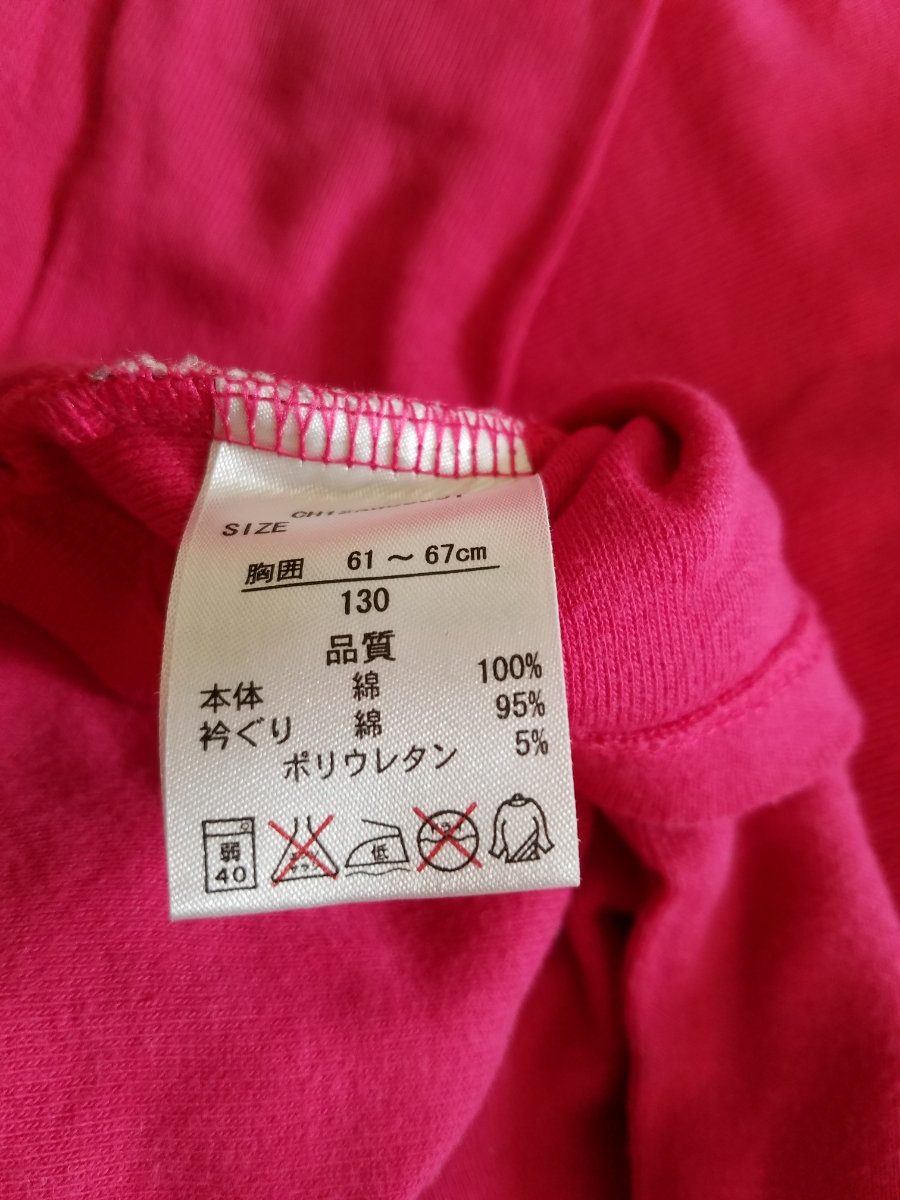 SIZE
胸囲 61 ～ 67cm
130
品質
本体 綿 100%
衿ぐり 綿 95%
ポリウレタン 5%
弱
40
低